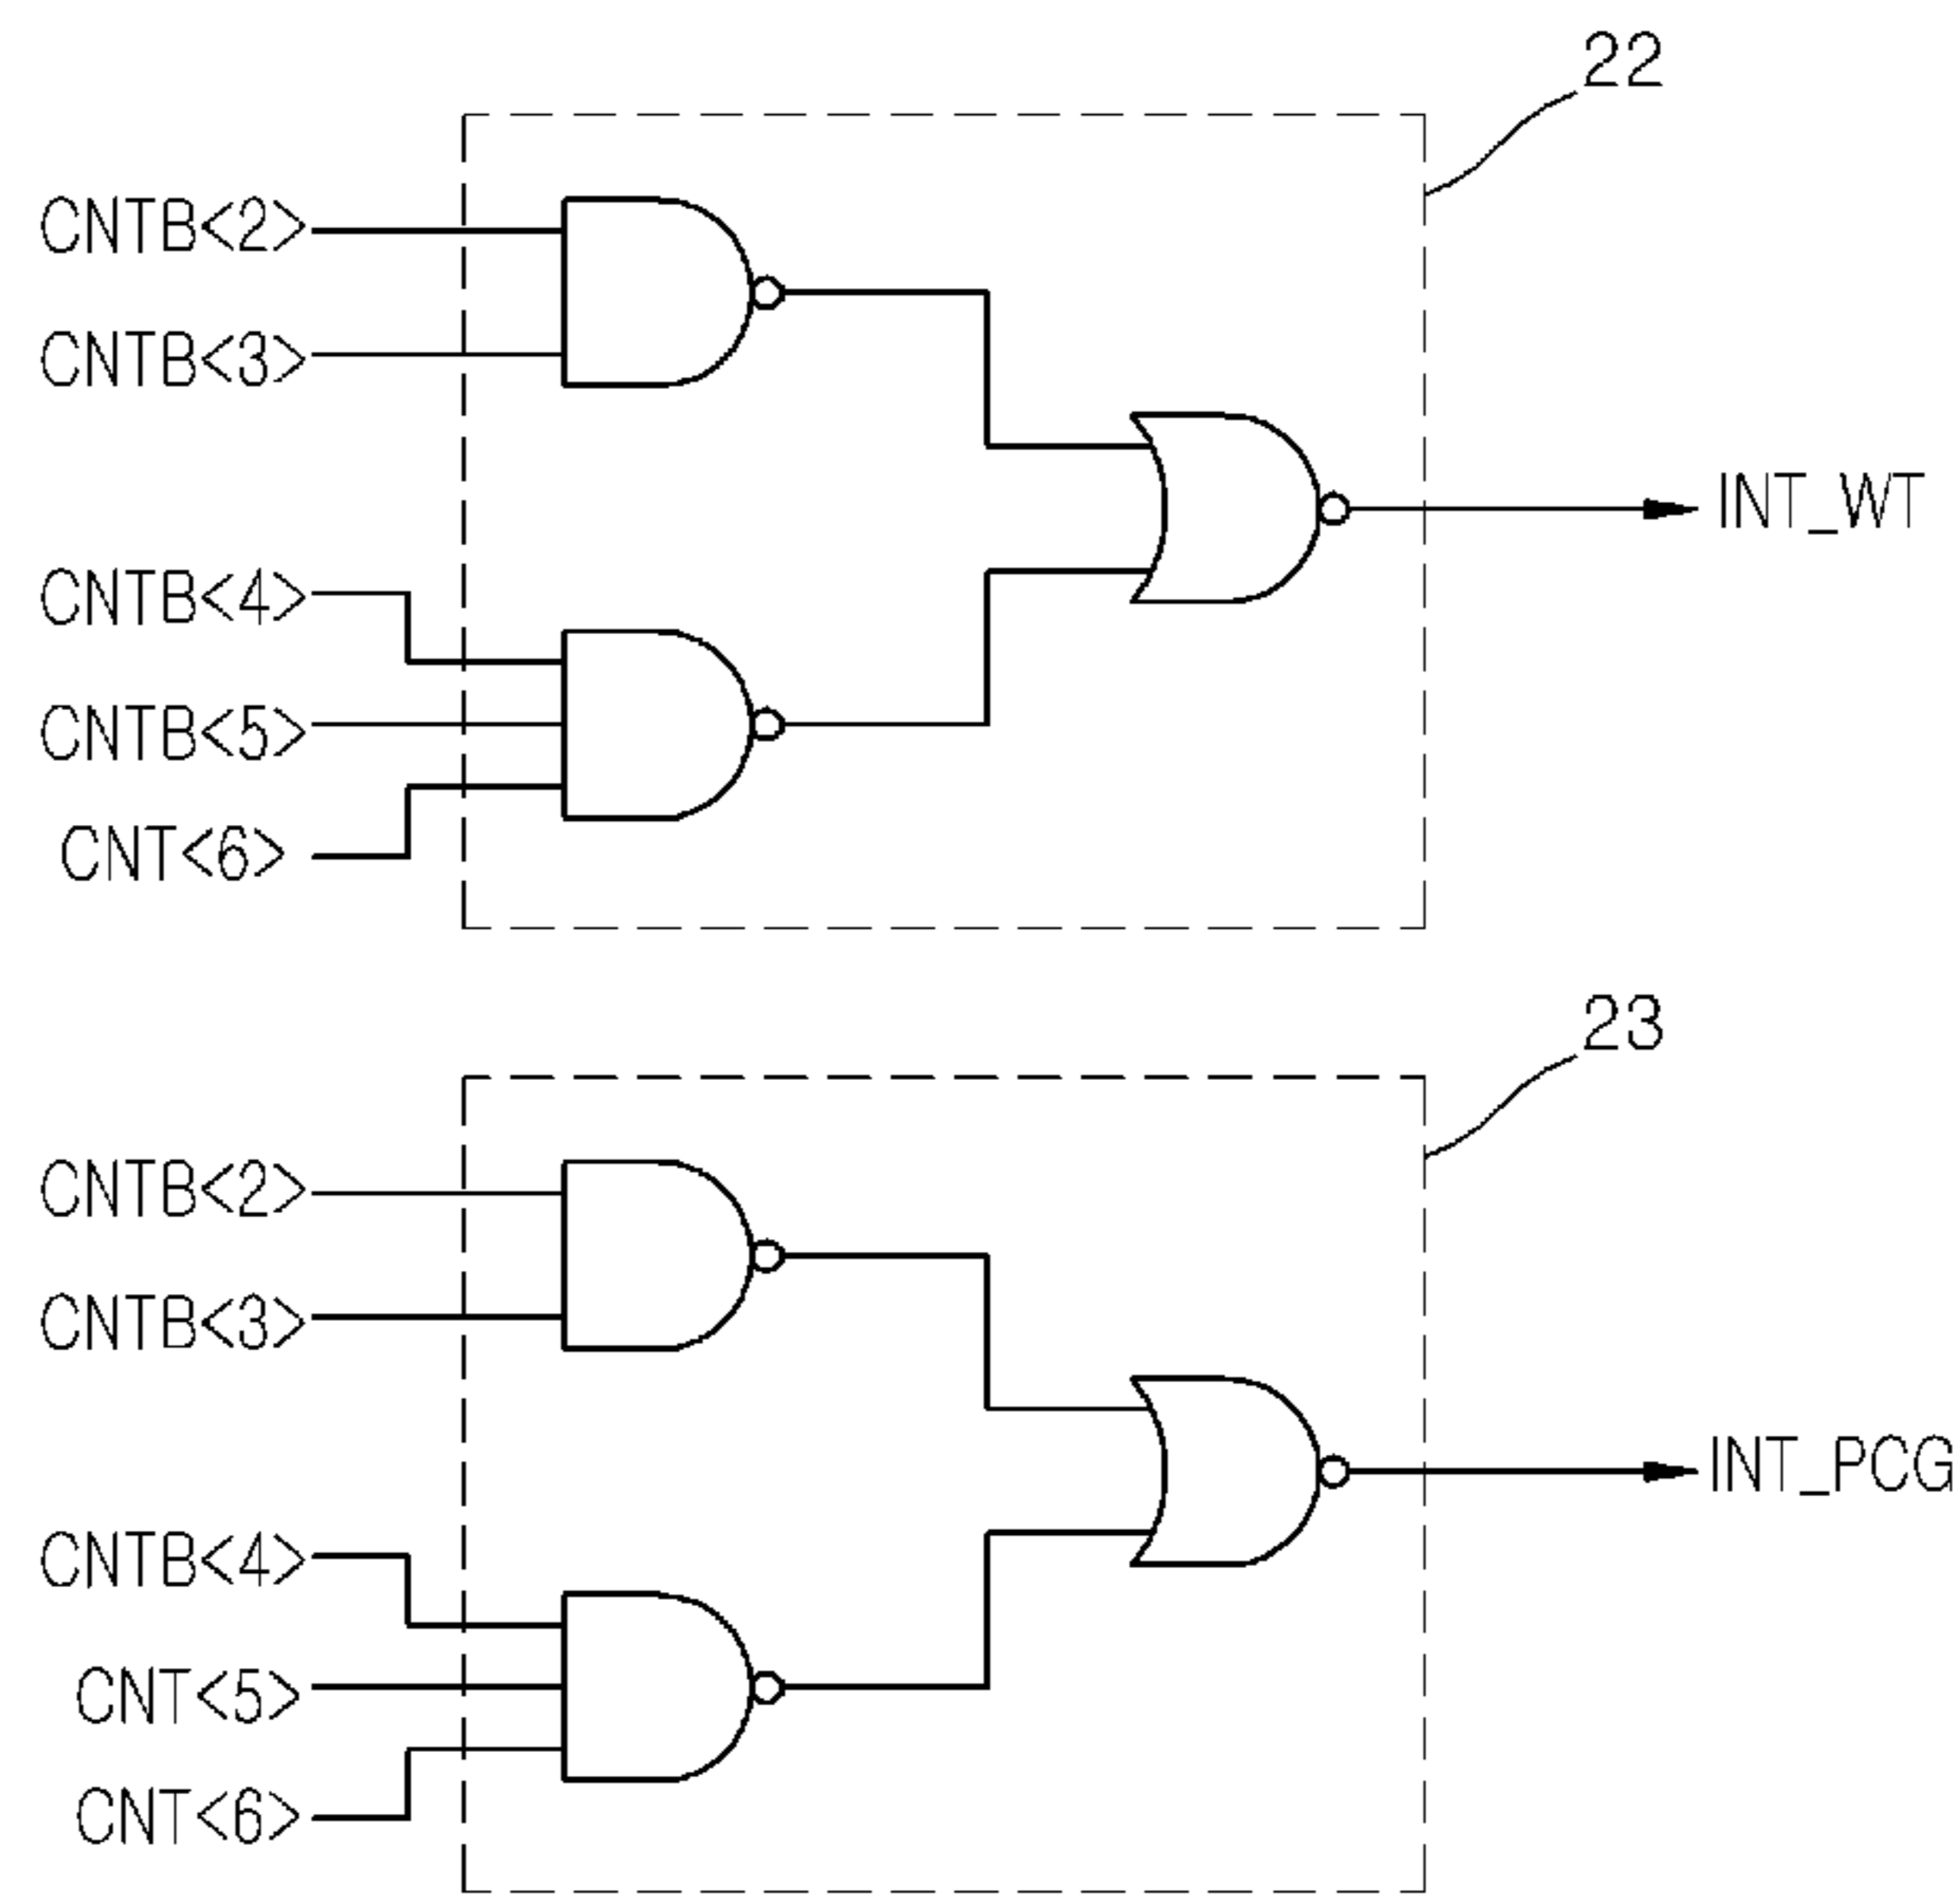 22
CNTB<2>
CNTB<3>
INT_WT
CNTB<4>
CNTB<5>
CNT<6>
23
CNTB<2>
CNTB<3>
INT_PCG
CNTB<4>
CNT<5>
CNT<6>